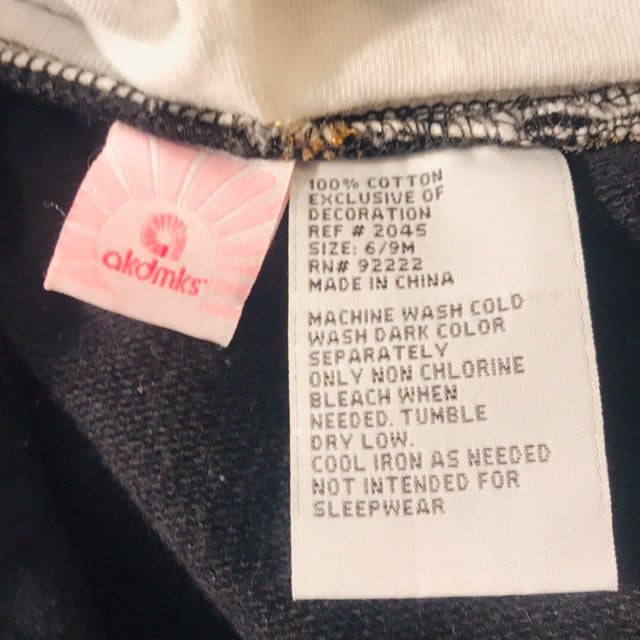 akdmks
100% COTTON
EXCLUSIVE OF
DECORATION
REF # 2045
SIZE: 6/9M
RN# 92222
MADE IN CHINA
MACHINE WASH COLD
WASH DARK COLOR
SEPARATELY
ONLY NON CHLORINE
BLEACH WHEN
NEEDED. TUMBLE
DRY LOW.
COOL IRON AS NEEDED
NOT INTENDED FOR
SLEEPWEAR